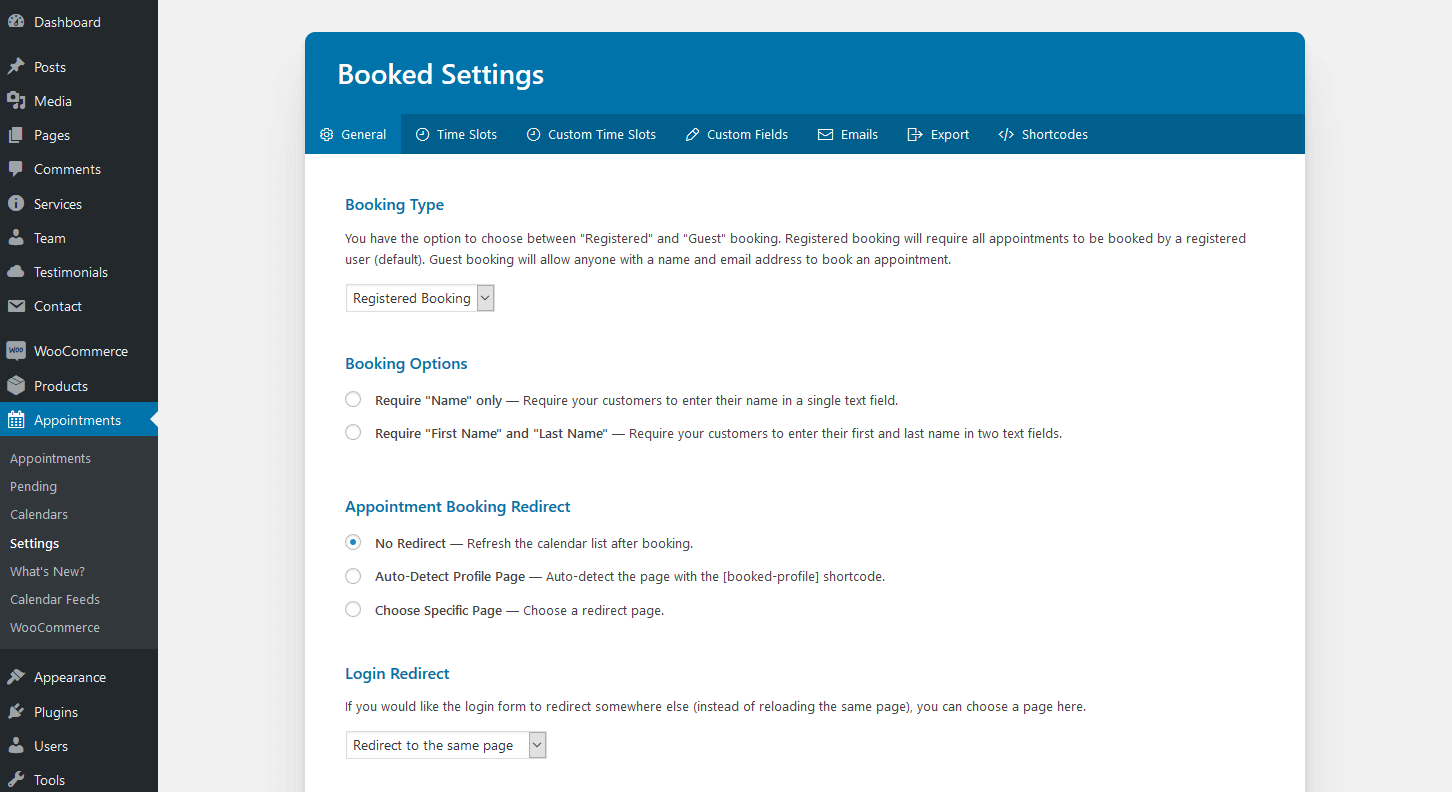 Dashboard
Posts
Media
Pages
Comments
Services
Team
Testimonials
Contact
WOO WooCommerce
Products
Appointments
Appointments
Pending
Calendars
Settings
What's New?
Calendar Feeds
WooCommerce
Appearance
Plugins
Users
Tools
Booked Settings
General Time Slots Custom Time Slots Custom Fields Emails Export Shortcodes
Booking Type
You have the option to choose between "Registered" and "Guest" booking. Registered booking will require all appointments to be booked by a registered
user (default). Guest booking will allow anyone with a name and email address to book an appointment.
Registered Booking
Booking Options
Require "Name" only — Require your customers to enter their name in a single text field.
Require "First Name" and "Last Name" — Require your customers to enter their first and last name in two text fields.
Appointment Booking Redirect
No Redirect — Refresh the calendar list after booking.
Auto-Detect Profile Page — Auto-detect the page with the [booked-profile] shortcode.
Choose Specific Page — Choose a redirect page.
Login Redirect
If you would like the login form to redirect somewhere else (instead of reloading the same page), you can choose a page here.
Redirect to the same page